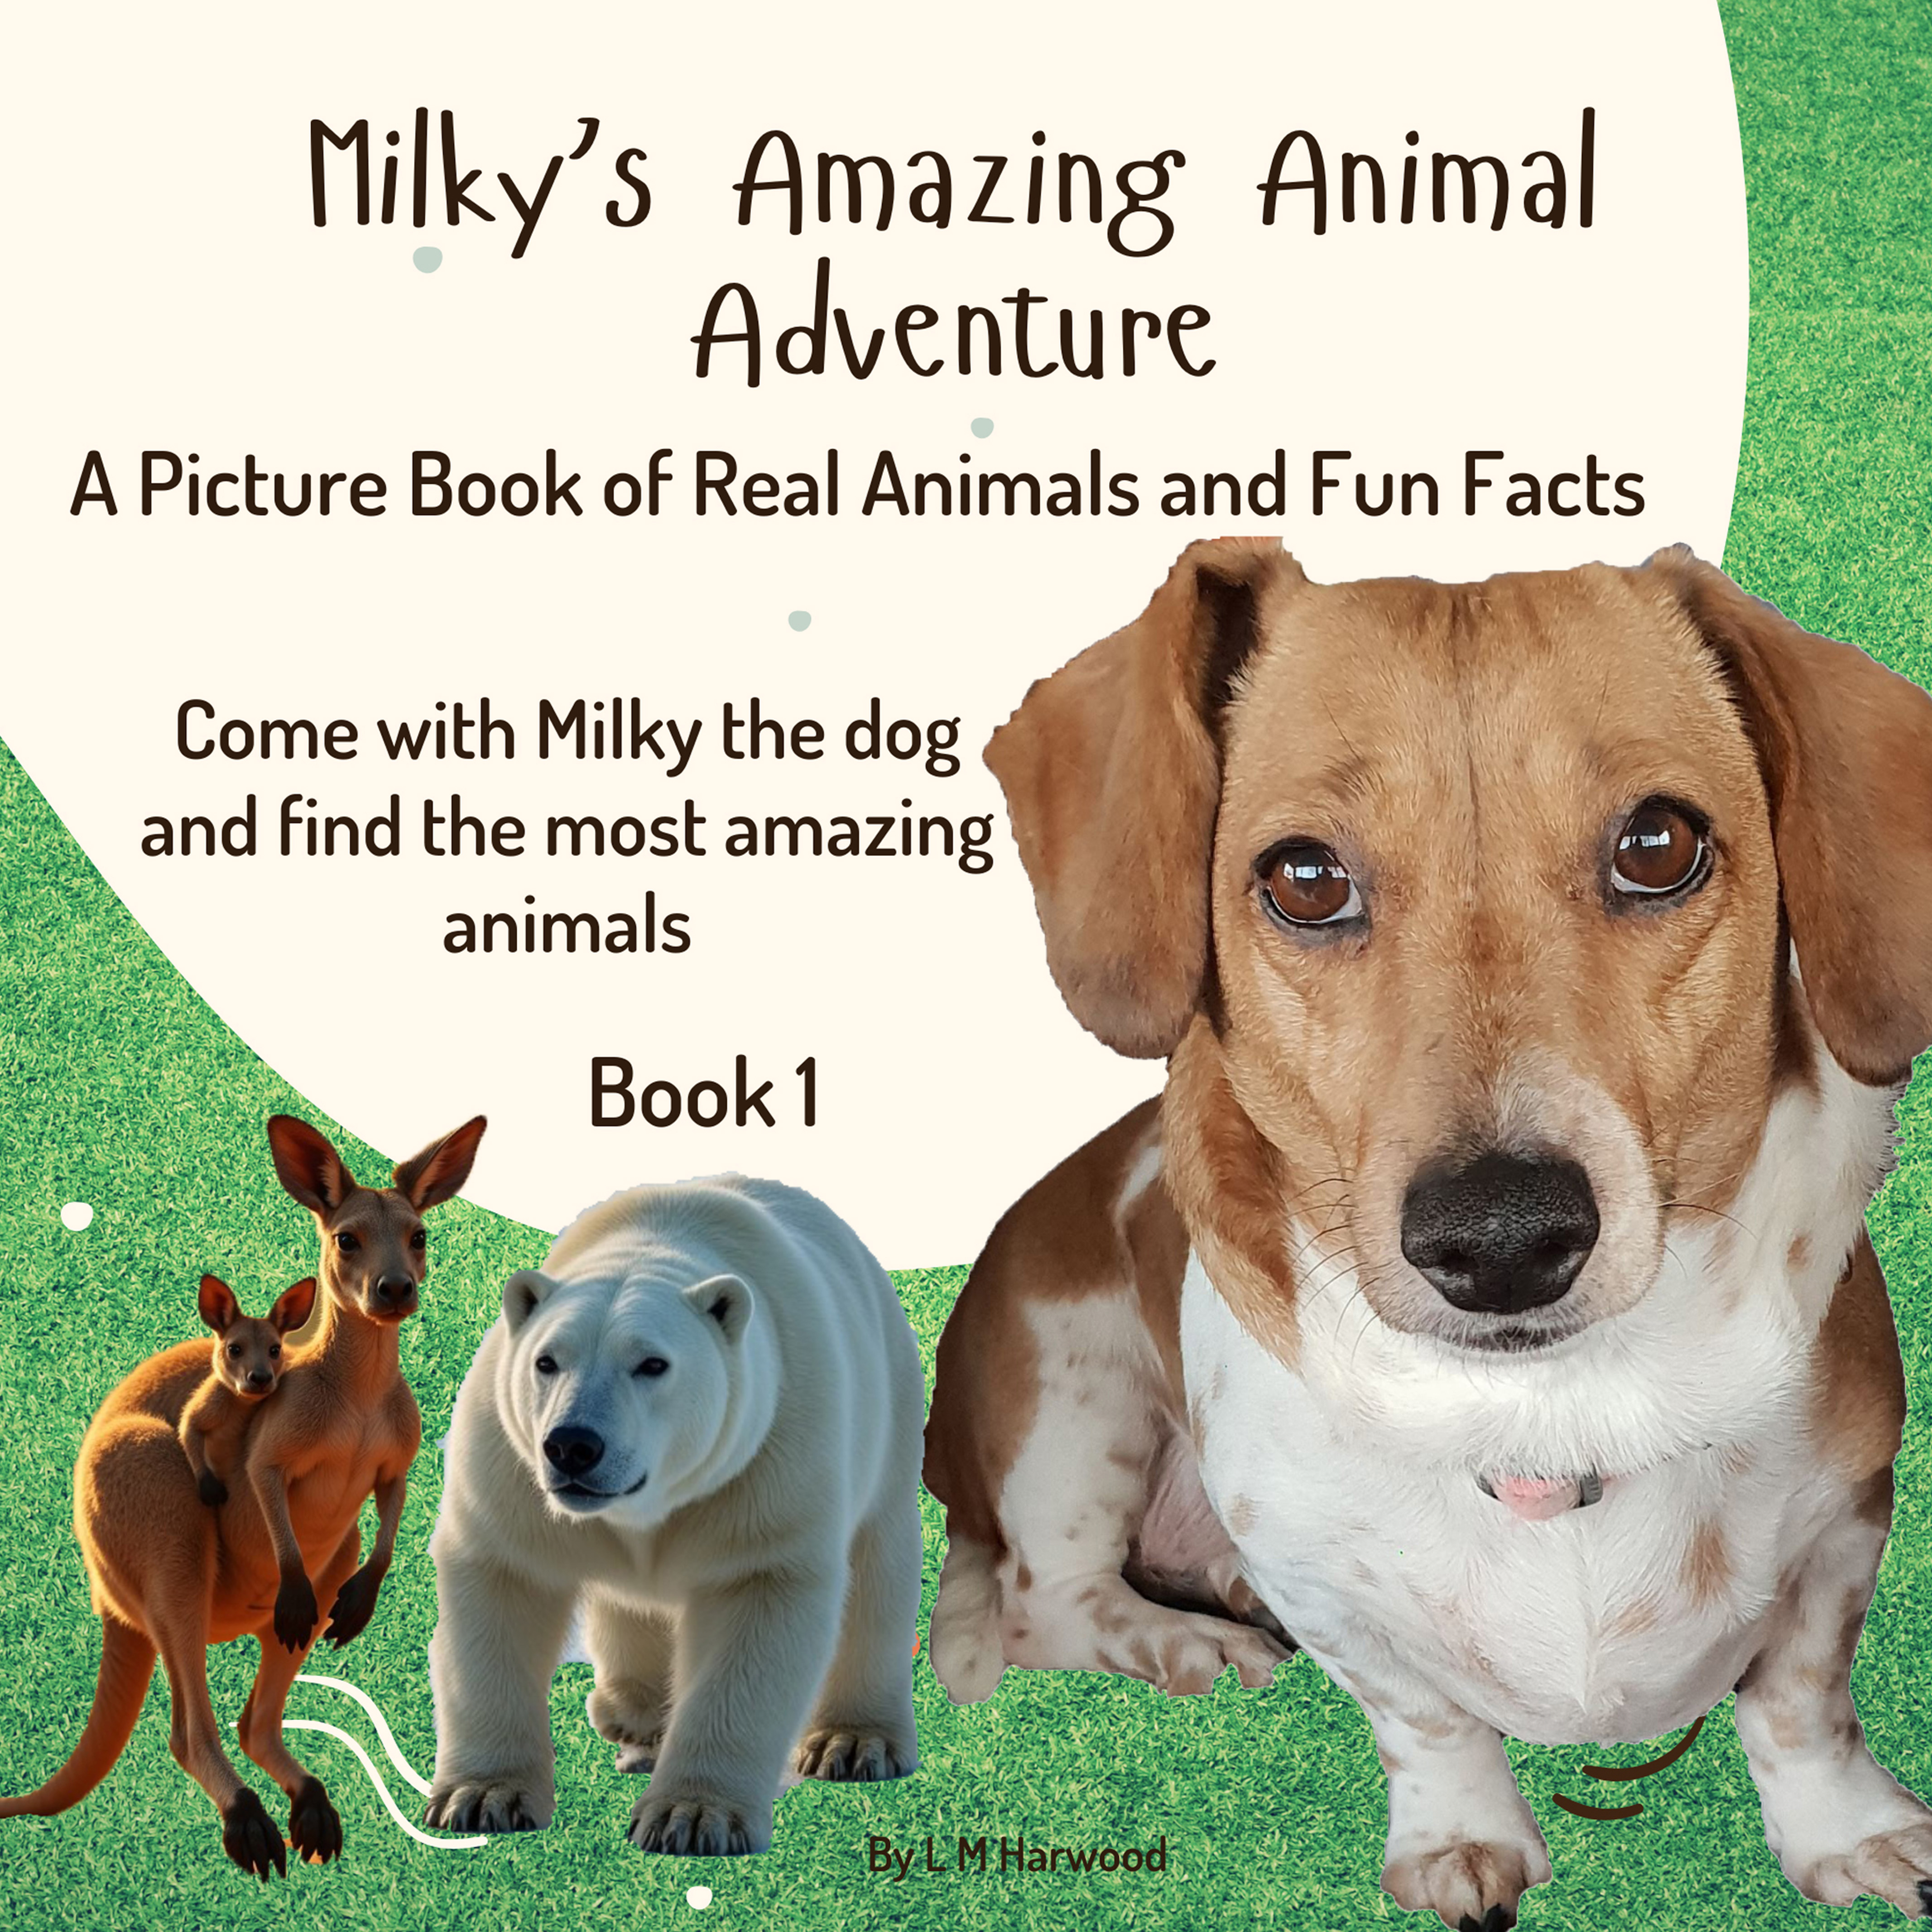 Milky’s Amazing Animal
Adventure
A Picture Book of Real Animals and Fun Facts
Come with Milky the dog
and find the most amazing
animals
Book 1
By L M Harwood